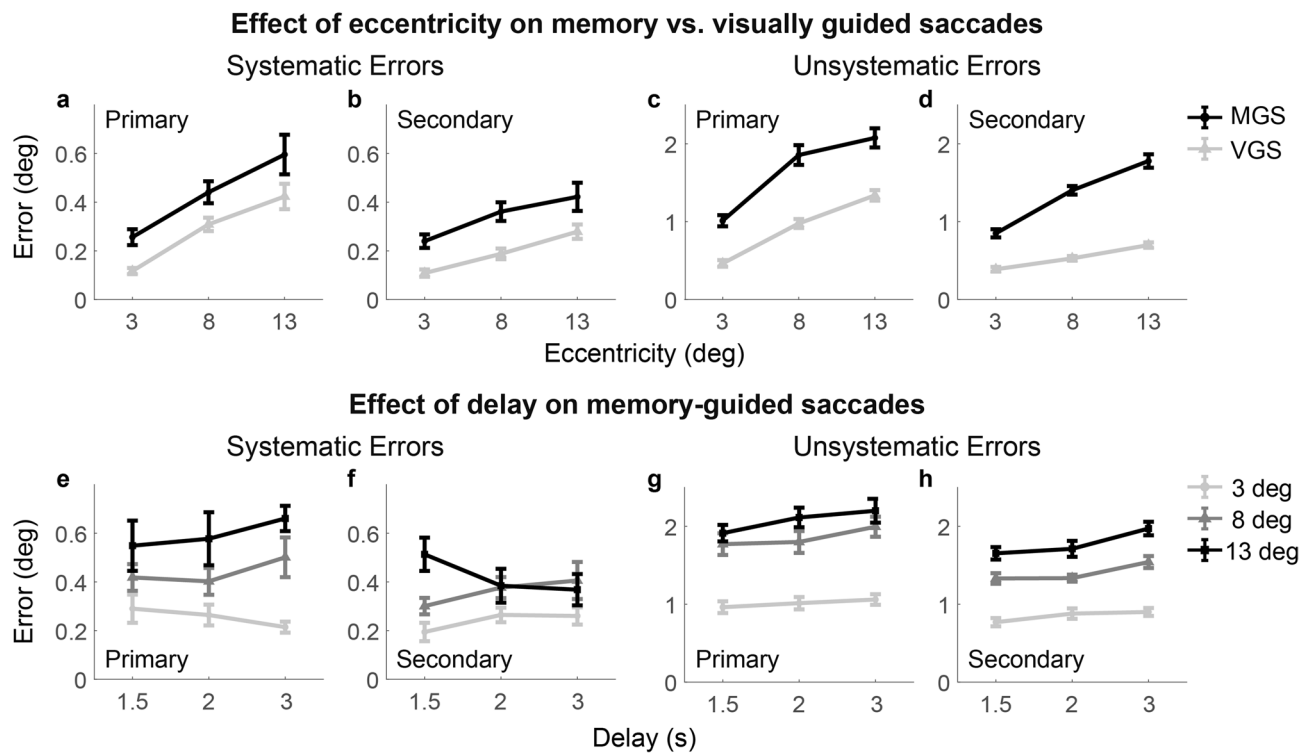 Effect of eccentricity on memory vs. visually guided saccades
Systematic Errors
Unsystematic Errors
a
Primary
b
Secondary
c
Primary
d
Secondary
MGS
VGS
Error (deg)
0.6
0.4
0.2
0
3 8 13
0.6
0.4
0.2
0
3 8 13
2
1
0
3 8 13
2
1
0
3 8 13
Eccentricity (deg)
Effect of delay on memory-guided saccades
Systematic Errors
Unsystematic Errors
e
f
g
h
3 deg
8 deg
13 deg
Error (deg)
0.6
0.4
0.2
0
Primary
1.5 2 3
0.6
0.4
0.2
0
Secondary
1.5 2 3
2
1
0
Primary
1.5 2 3
2
1
0
Secondary
1.5 2 3
Delay (s)